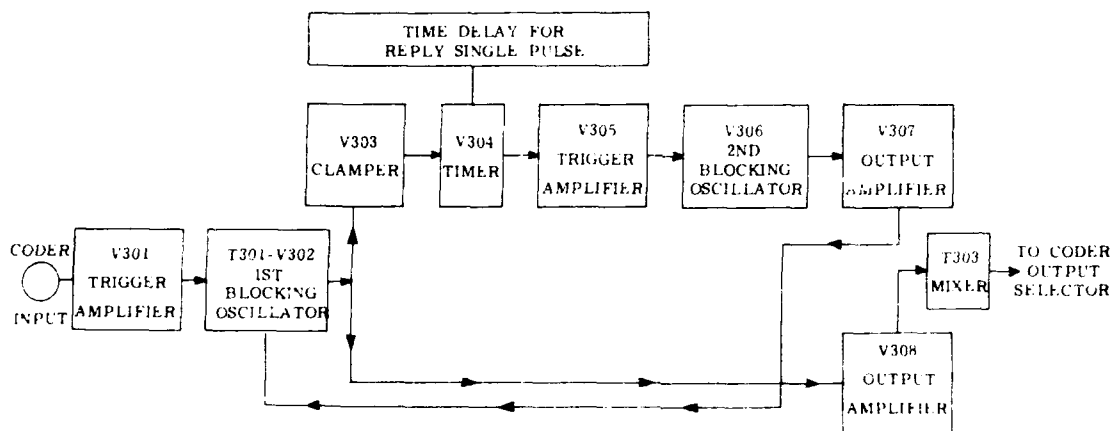 TIME DELAY FOR
REPLY SINGLE PULSE
V303
CLAMPER
V304
TIMER
V305
TRIGGER
AMPLIFIER
V306
2ND
BLOCKING
OSCILLATOR
V307
OUTPUT
AMPLIFIER
CODER
INPUT
V301
TRIGGER
AMPLIFIER
T301-V302
1ST
BLOCKING
OSCILLATOR
T303
MIXER
TO CODER
OUTPUT
SELECTOR
V308
OUTPUT
AMPLIFIER